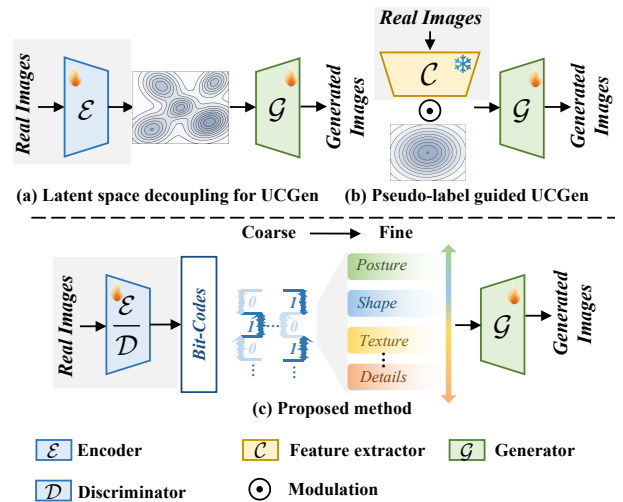 Real Images
Real Images
ℰ
𝒢
Generated Images
𝒞
𝒢
Generated Images
(a) Latent space decoupling for UCGen
(b) Pseudo-label guided UCGen
Coarse
Fine
Real Images
ℰ
𝒟
Bit-Codes
0
1
1
0
0
1
Posture
Shape
Texture
Details
𝒢
Generated Images
(c) Proposed method
ℰ Encoder
𝒞 Feature extractor
𝒢 Generator
𝒟 Discriminator
Modulation